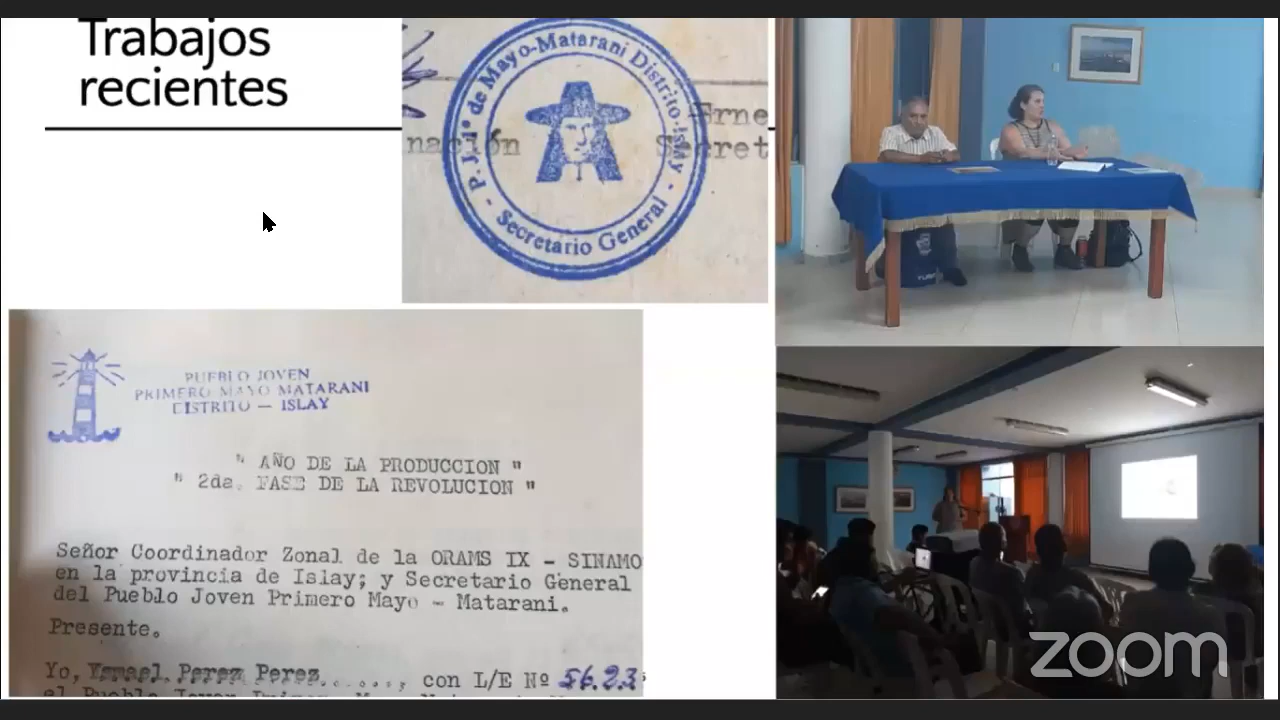 Trabajos
recientes
P.J. 1º de Mayo-Matarani Distrito-Islay
- Secretario General -
nación
Erne
Secret
PUEBLO JOVEN
PRIMERO MAYO MATARANI
DISTRITO — ISLAY
" AÑO DE LA PRODUCCION "
" 2da. FASE DE LA REVOLUCION "
Señor Coordinador Zonal de la ORAMS IX - SINAMO
en la provincia de Islay; y Secretario General
del Pueblo Joven Primero Mayo - Matarani.
Presente.
Yo, Ysmael Perez Perez......, con L/E Nº 56.23
zoom